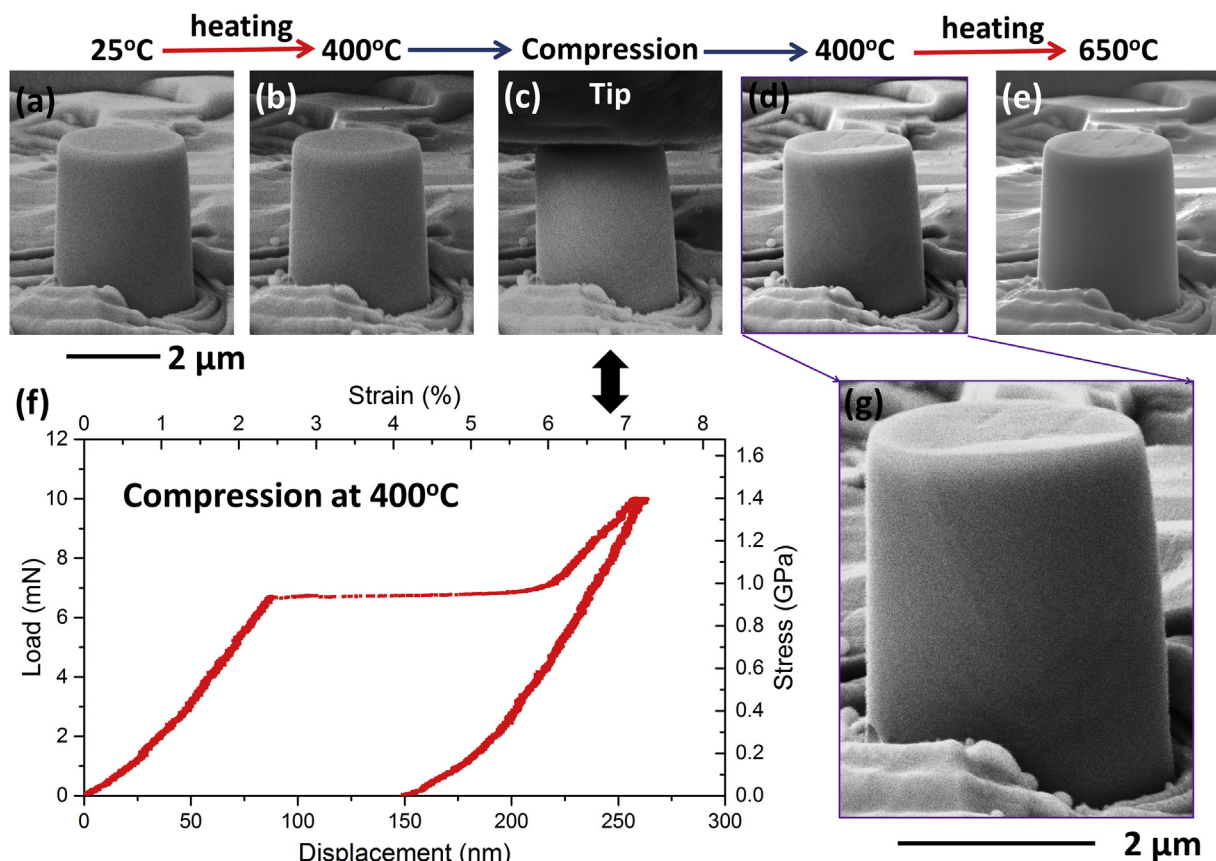 heating
heating
25°C
400°C
Compression
400°C
650°C
(a)
(b)
(c)
Tip
(d)
(e)
2 μm
(f)
Strain (%)
0 1 2 3 4 5 6 7 8
Compression at 400°C
Load (mN)
12
10
8
6
4
2
0
Stress (GPa)
1.6
1.4
1.2
1.0
0.8
0.6
0.4
0.2
0.0
0 50 100 150 200 250 300
Displacement (nm)
(g)
2 μm